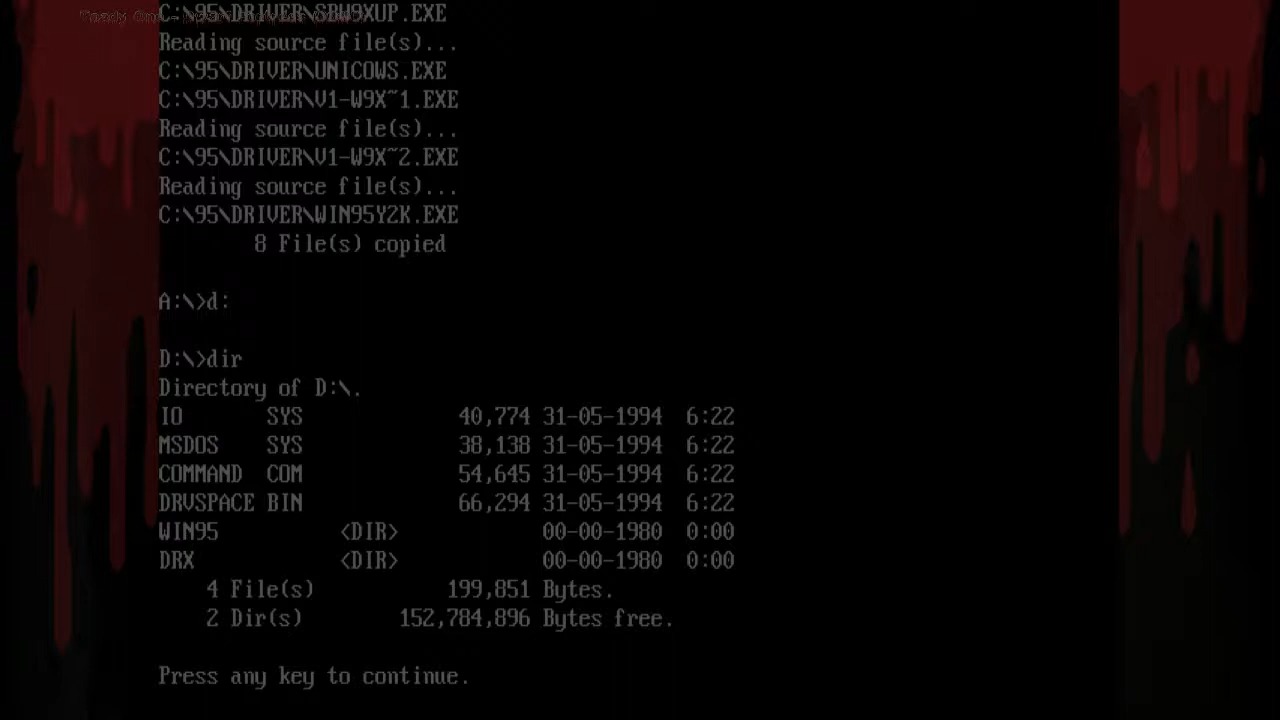 C:\95\DRIVER\SBW9XUP.EXE
Reading source file(s)...
C:\95\DRIVER\UNICOWS.EXE
C:\95\DRIVER\V1-W9X~1.EXE
Reading source file(s)...
C:\95\DRIVER\V1-W9X~2.EXE
Reading source file(s)...
C:\95\DRIVER\WIN95Y2K.EXE
        8 File(s) copied
A:\>d:
D:\>dir
Directory of D:\.
IO       SYS             40,774 31-05-1994  6:22
MSDOS    SYS             38,138 31-05-1994  6:22
COMMAND  COM             54,645 31-05-1994  6:22
DRVSPACE BIN             66,294 31-05-1994  6:22
WIN95          <DIR>            00-00-1980  0:00
DRX            <DIR>            00-00-1980  0:00
    4 File(s)           199,851 Bytes.
    2 Dir(s)        152,784,896 Bytes free.
Press any key to continue.